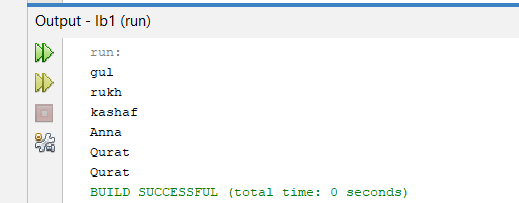 Output - lb1 (run)
run:
gul
rukh
kashaf
Anna
Qurat
Qurat
BUILD SUCCESSFUL (total time: 0 seconds)